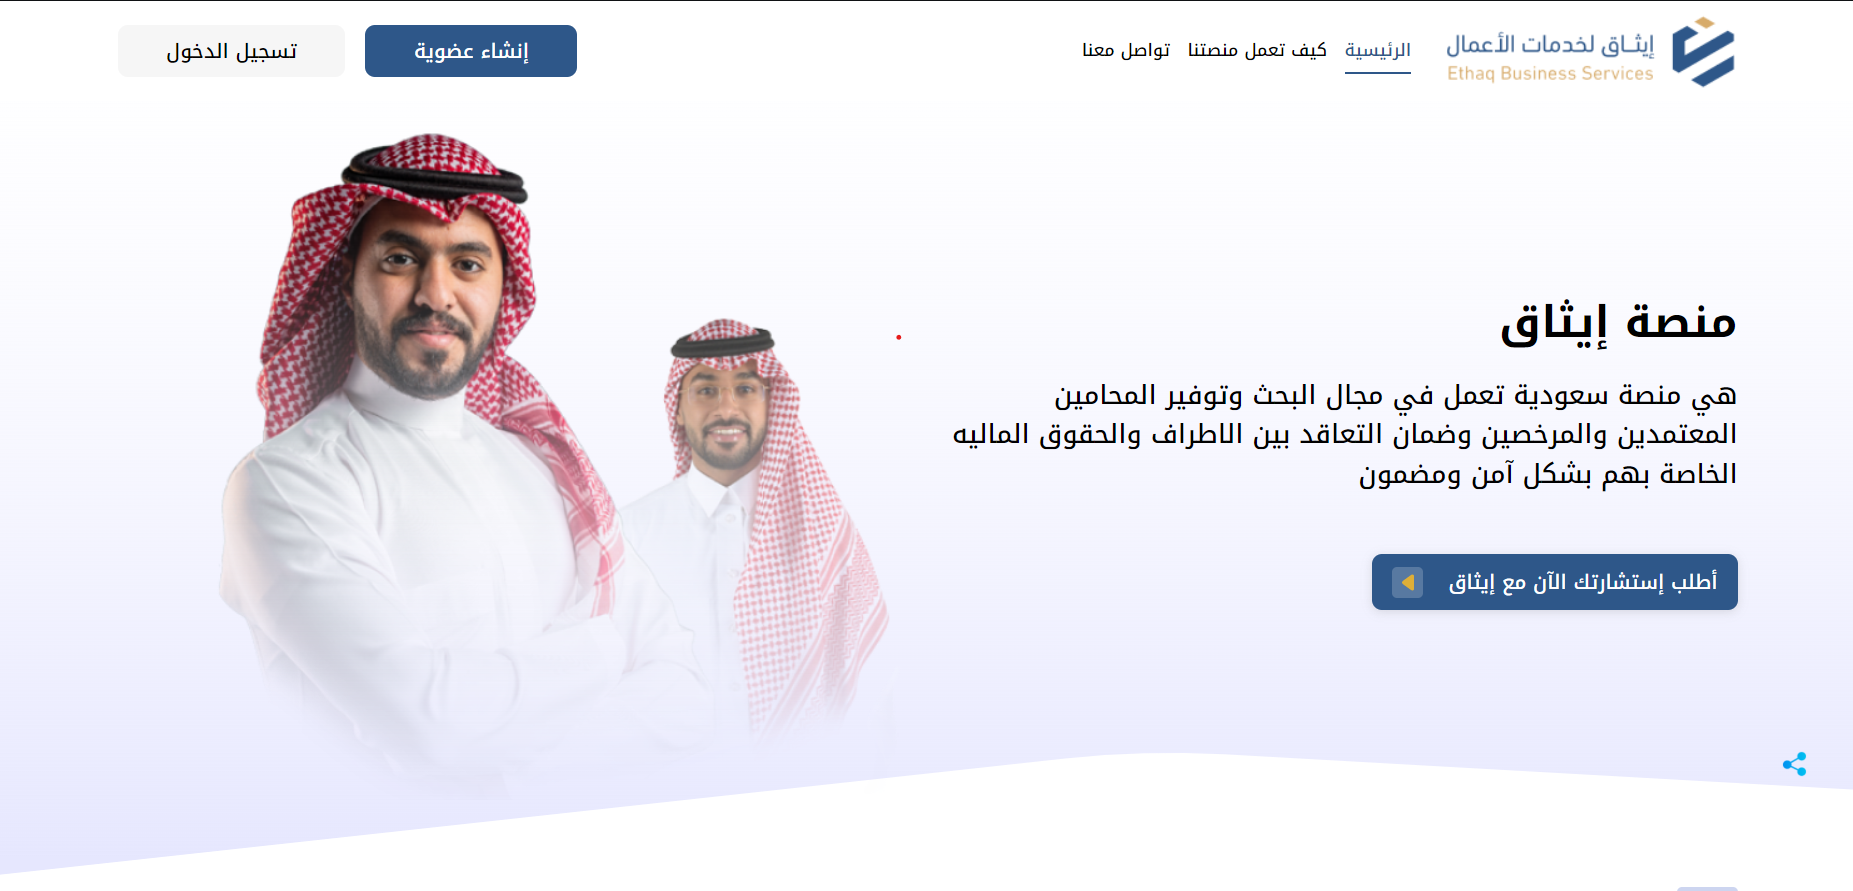 إيثاق لخدمات الأعمال
Ethaq Business Services
الرئيسية
كيف تعمل منصتنا
تواصل معنا
إنشاء عضوية
تسجيل الدخول
منصة إيثاق
هي منصة سعودية تعمل في مجال البحث وتوفير المحامين
المعتمدين والمرخصين وضمان التعاقد بين الاطراف والحقوق الماليه
الخاصة بهم بشكل آمن ومضمون
أطلب إستشارتك الآن مع إيثاق